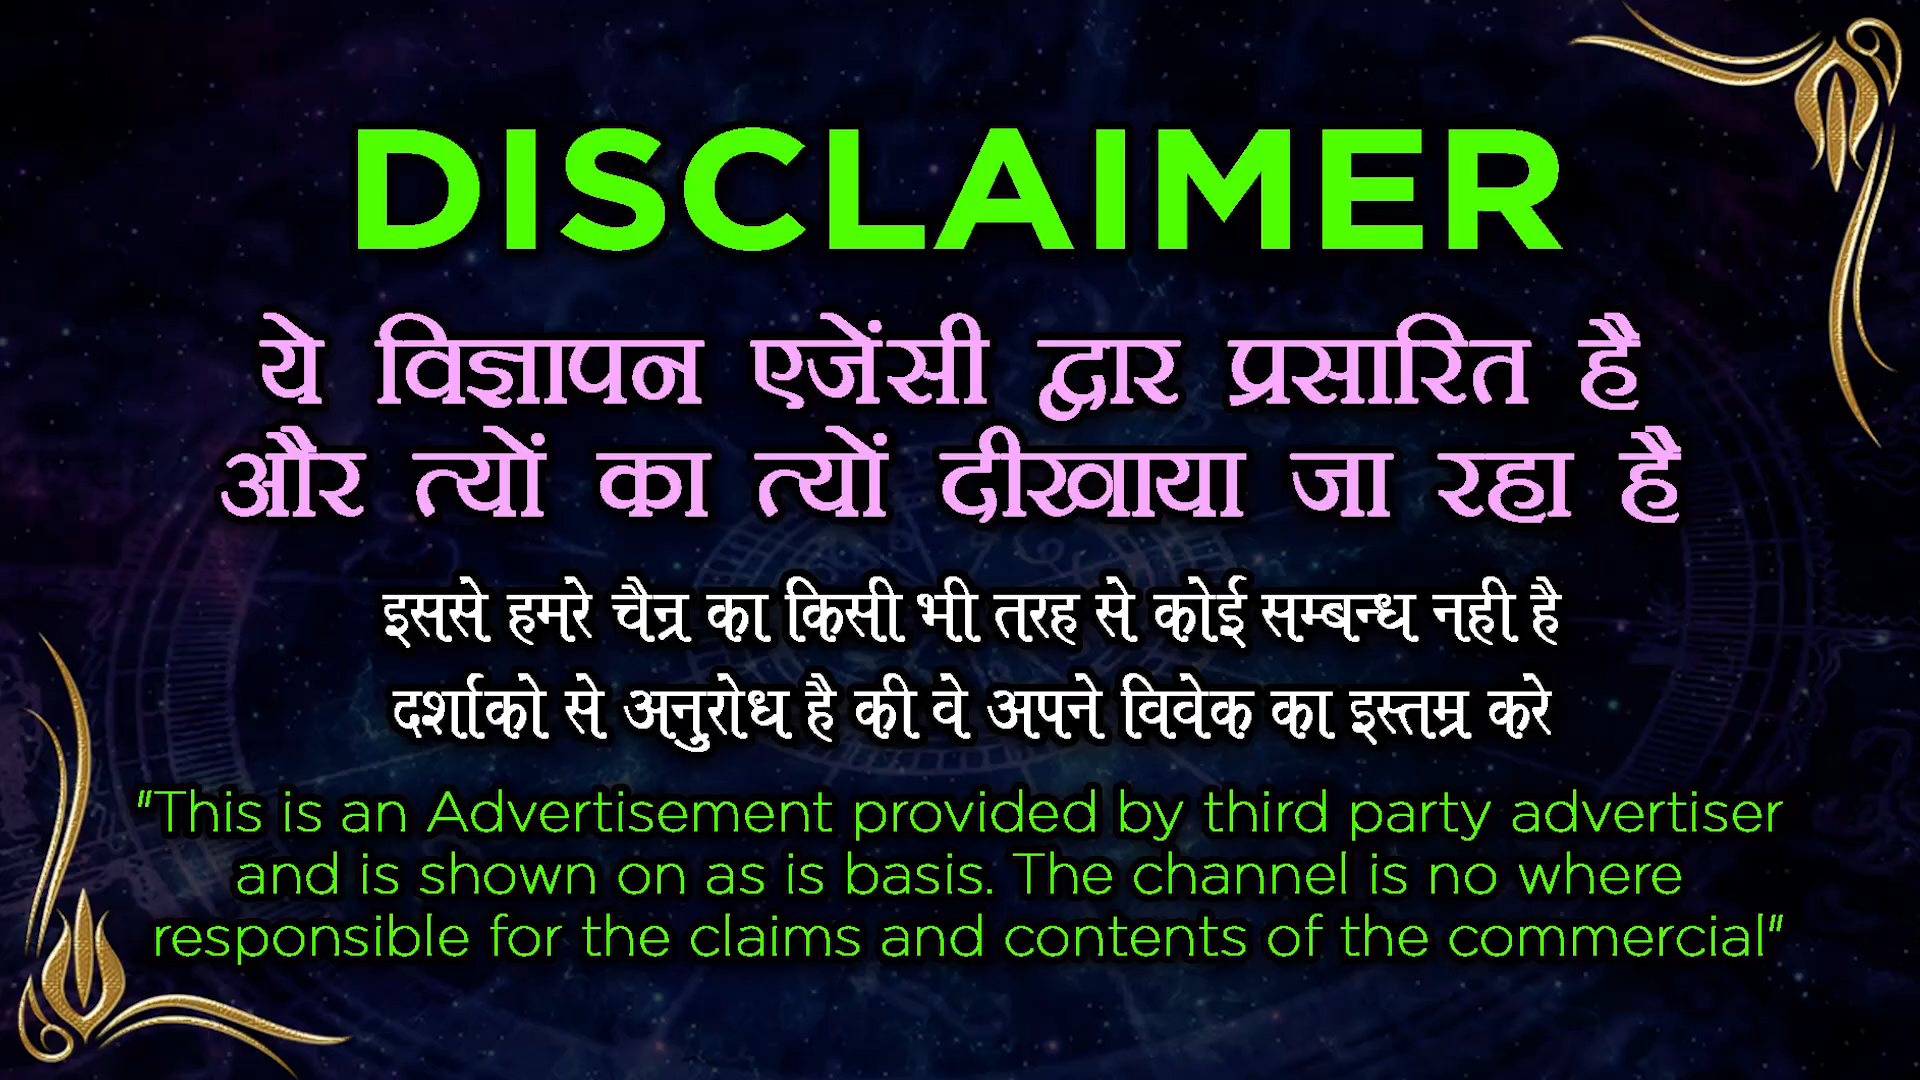 DISCLAIMER
ये विज्ञापन एजेंसी द्वार प्रसारित है
और त्यों का त्यों दीखाया जा रहा है
इससे हमरे चैन्र का किसी भी तरह से कोई सम्बन्ध नही है
दर्शाको से अनुरोध है की वे अपने विवेक का इस्तम्र करे
"This is an Advertisement provided by third party advertiser
and is shown on as is basis. The channel is no where
responsible for the claims and contents of the commercial"